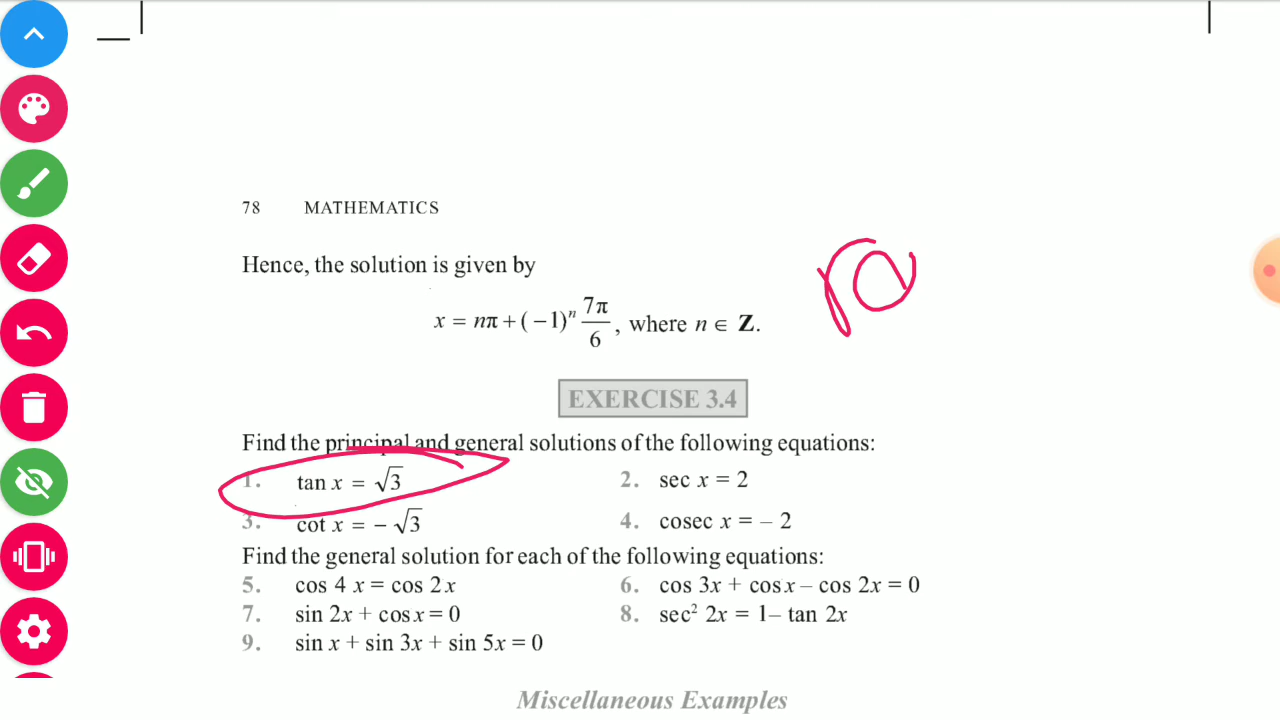 78 MATHEMATICS
Hence, the solution is given by
x = nπ + (−1)ⁿ 7π/6, where n ∈ Z.
EXERCISE 3.4
Find the principal and general solutions of the following equations:
1. tan x = √3 2. sec x = 2
3. cot x = − √3 4. cosec x = – 2
Find the general solution for each of the following equations:
5. cos 4 x = cos 2 x 6. cos 3x + cos x – cos 2x = 0
7. sin 2x + cos x = 0 8. sec² 2x = 1– tan 2x
9. sin x + sin 3x + sin 5x = 0
Miscellaneous Examples